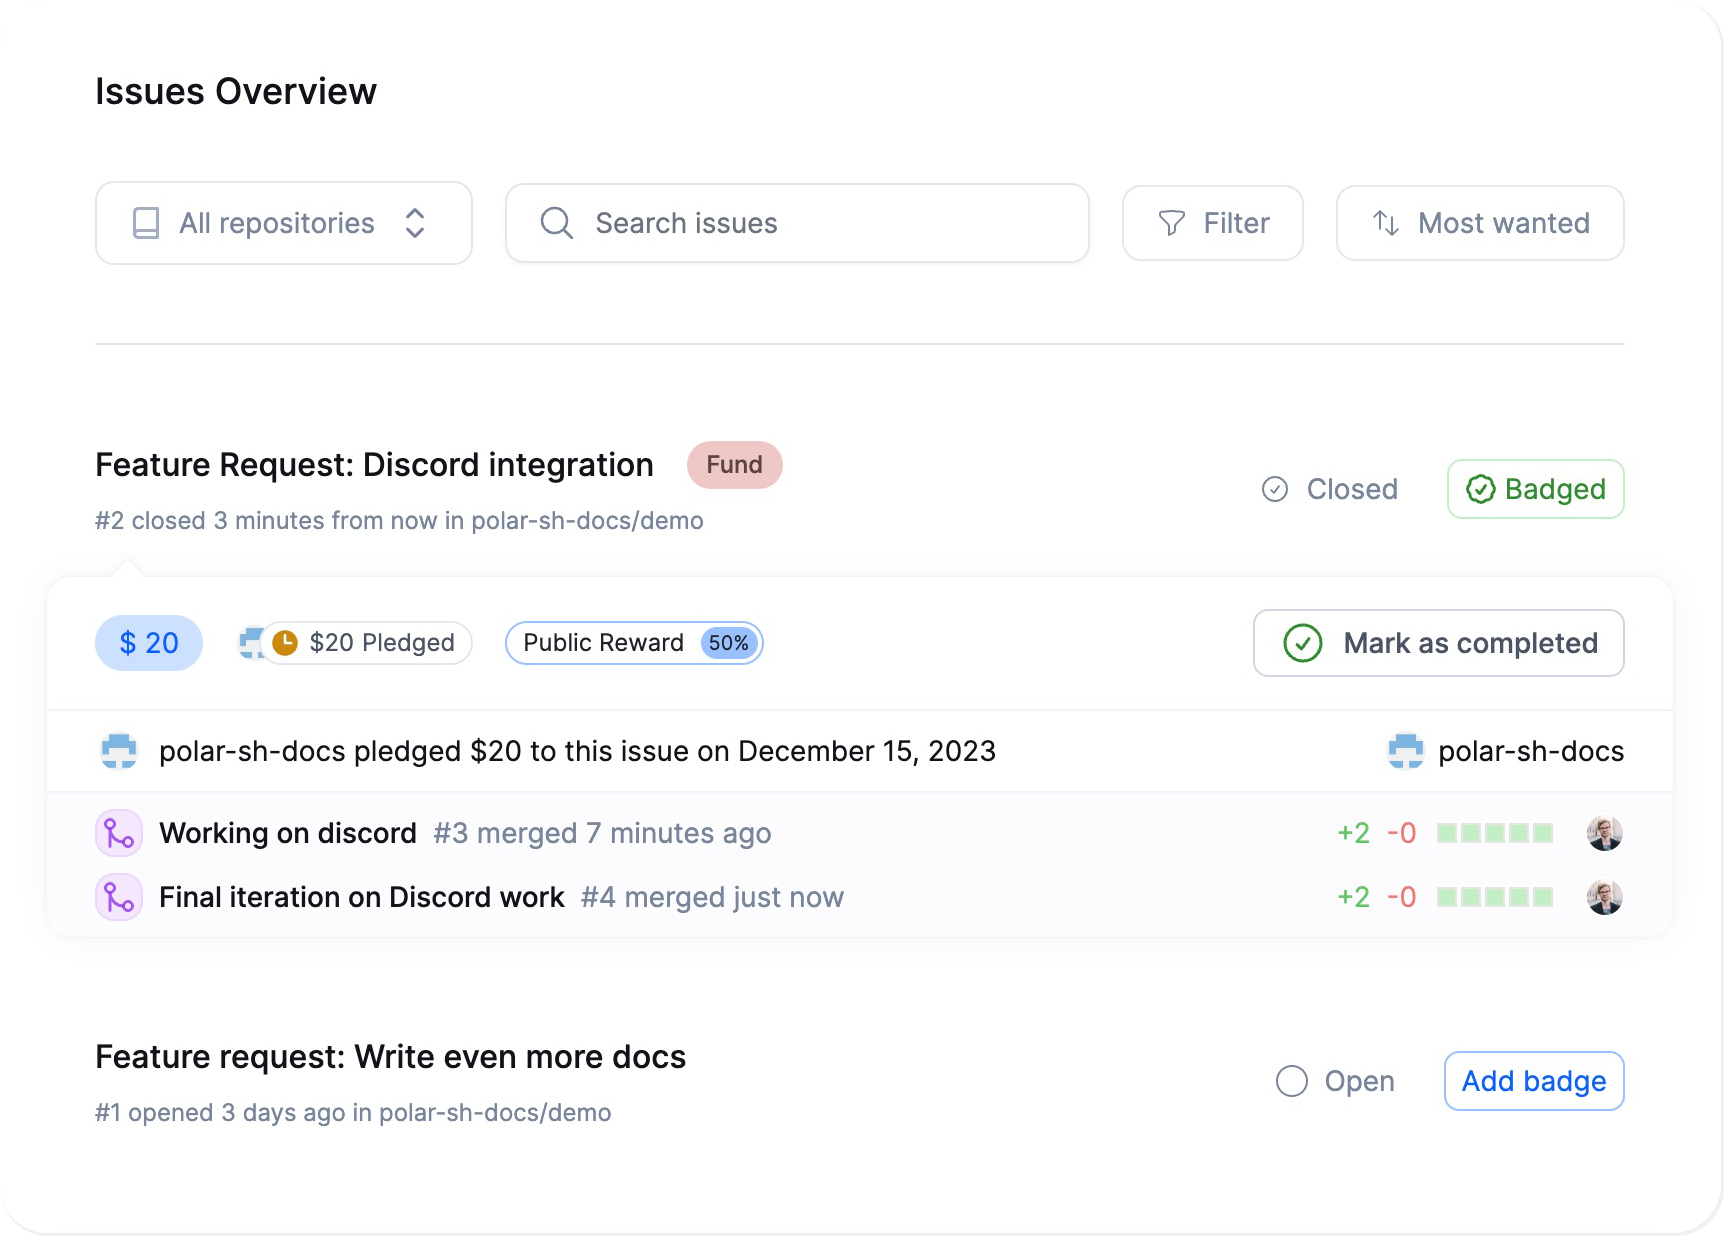 Issues Overview
All repositories
Search issues
Filter
Most wanted
Feature Request: Discord integration
Fund
#2 closed 3 minutes from now in polar-sh-docs/demo
Closed
Badged
$ 20
$20 Pledged
Public Reward 50%
Mark as completed
polar-sh-docs pledged $20 to this issue on December 15, 2023
polar-sh-docs
Working on discord #3 merged 7 minutes ago
+2 -0
Final iteration on Discord work #4 merged just now
+2 -0
Feature request: Write even more docs
#1 opened 3 days ago in polar-sh-docs/demo
Open
Add badge